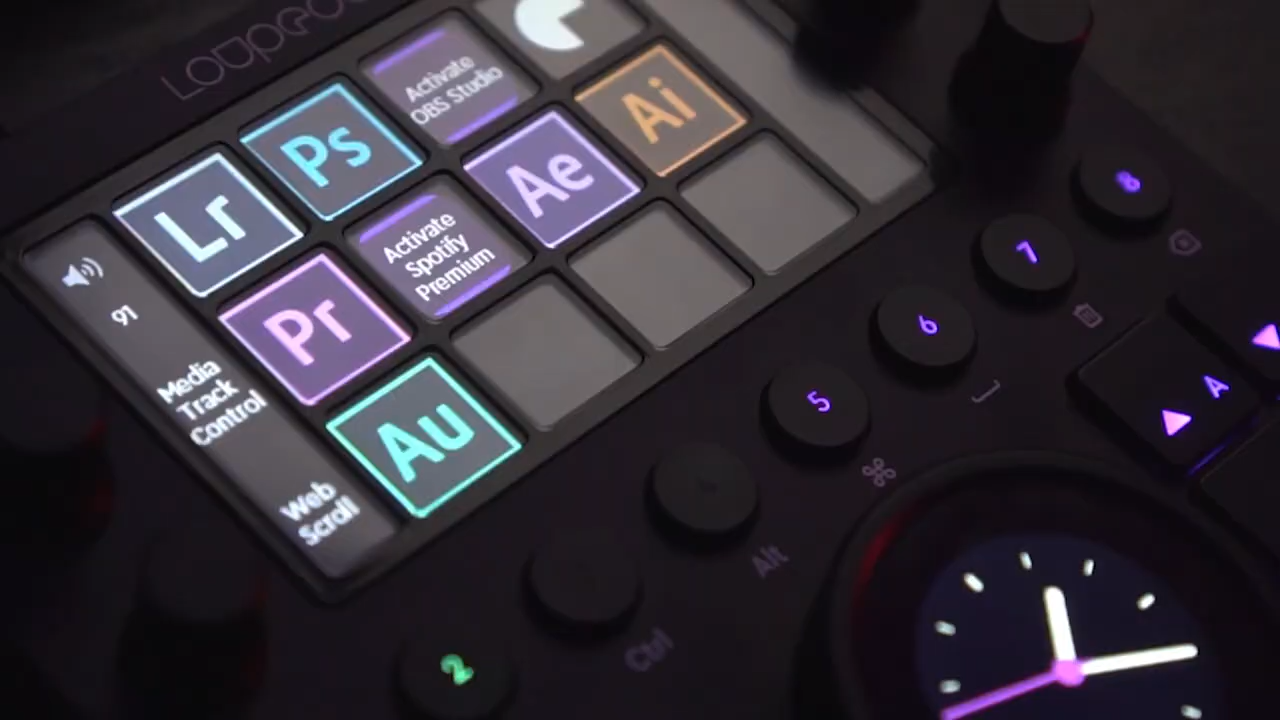 Activate
OBS Studio
Ps
Ai
Lr
Ae
Activate
Spotify
Premium
Pr
91
Media
Track
Control
Au
Web
Scroll
8
7
6
5
A
Alt
Ctrl
2